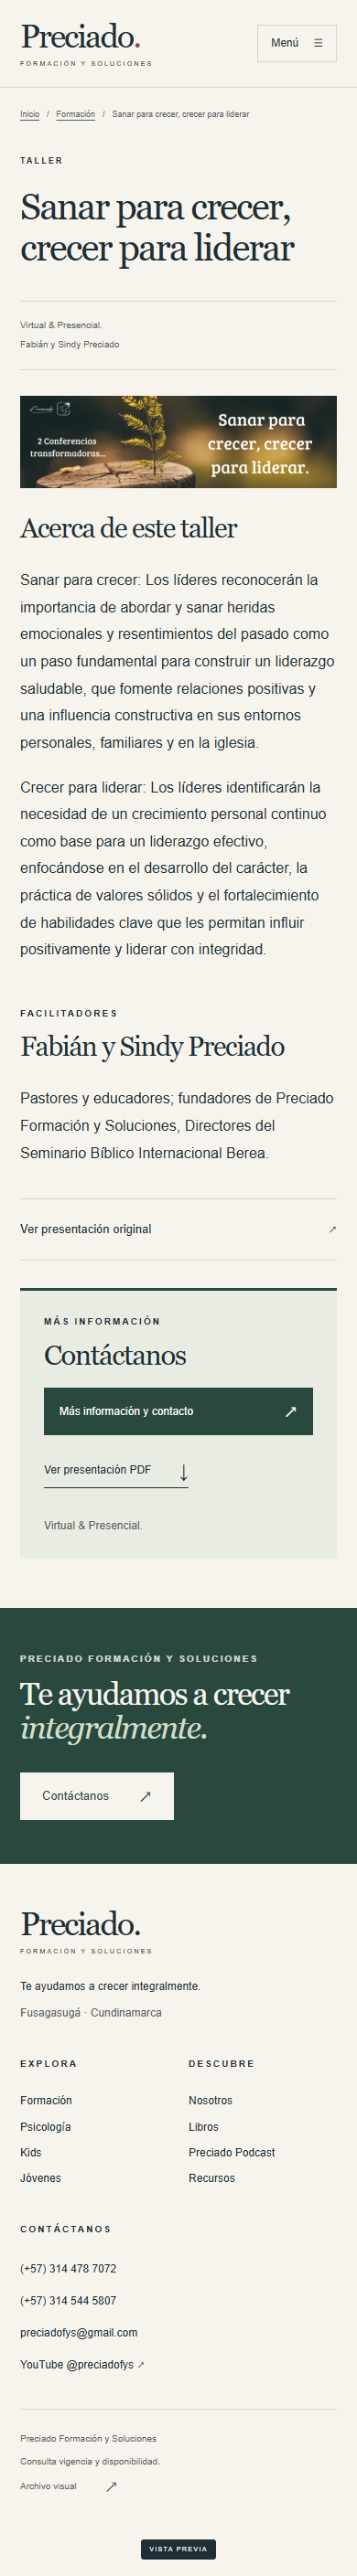 Preciado.
FORMACIÓN Y SOLUCIONES
Menú
Inicio / Formación / Sanar para crecer, crecer para liderar
TALLER
Sanar para crecer,
crecer para liderar
Virtual & Presencial.
Fabián y Sindy Preciado
2 Conferencias
transformadoras...
Sanar para
crecer, crecer
para liderar.
Acerca de este taller
Sanar para crecer: Los líderes reconocerán la
importancia de abordar y sanar heridas
emocionales y resentimientos del pasado como
un paso fundamental para construir un liderazgo
saludable, que fomente relaciones positivas y
una influencia constructiva en sus entornos
personales, familiares y en la iglesia.
Crecer para liderar: Los líderes identificarán la
necesidad de un crecimiento personal continuo
como base para un liderazgo efectivo,
enfocándose en el desarrollo del carácter, la
práctica de valores sólidos y el fortalecimiento
de habilidades clave que les permitan influir
positivamente y liderar con integridad.
FACILITADORES
Fabián y Sindy Preciado
Pastores y educadores; fundadores de Preciado
Formación y Soluciones, Directores del
Seminario Bíblico Internacional Berea.
Ver presentación original ↗
MÁS INFORMACIÓN
Contáctanos
Más información y contacto ↗
Ver presentación PDF ↓
Virtual & Presencial.
PRECIADO FORMACIÓN Y SOLUCIONES
Te ayudamos a crecer
integralmente.
Contáctanos ↗
Preciado.
FORMACIÓN Y SOLUCIONES
Te ayudamos a crecer integralmente.
Fusagasugá · Cundinamarca
EXPLORA
Formación
Psicología
Kids
Jóvenes
DESCUBRE
Nosotros
Libros
Preciado Podcast
Recursos
CONTÁCTANOS
(+57) 314 478 7072
(+57) 314 544 5807
preciadofys@gmail.com
YouTube @preciadofys ↗
Preciado Formación y Soluciones
Consulta vigencia y disponibilidad.
Archivo visual ↗
VISTA PREVIA